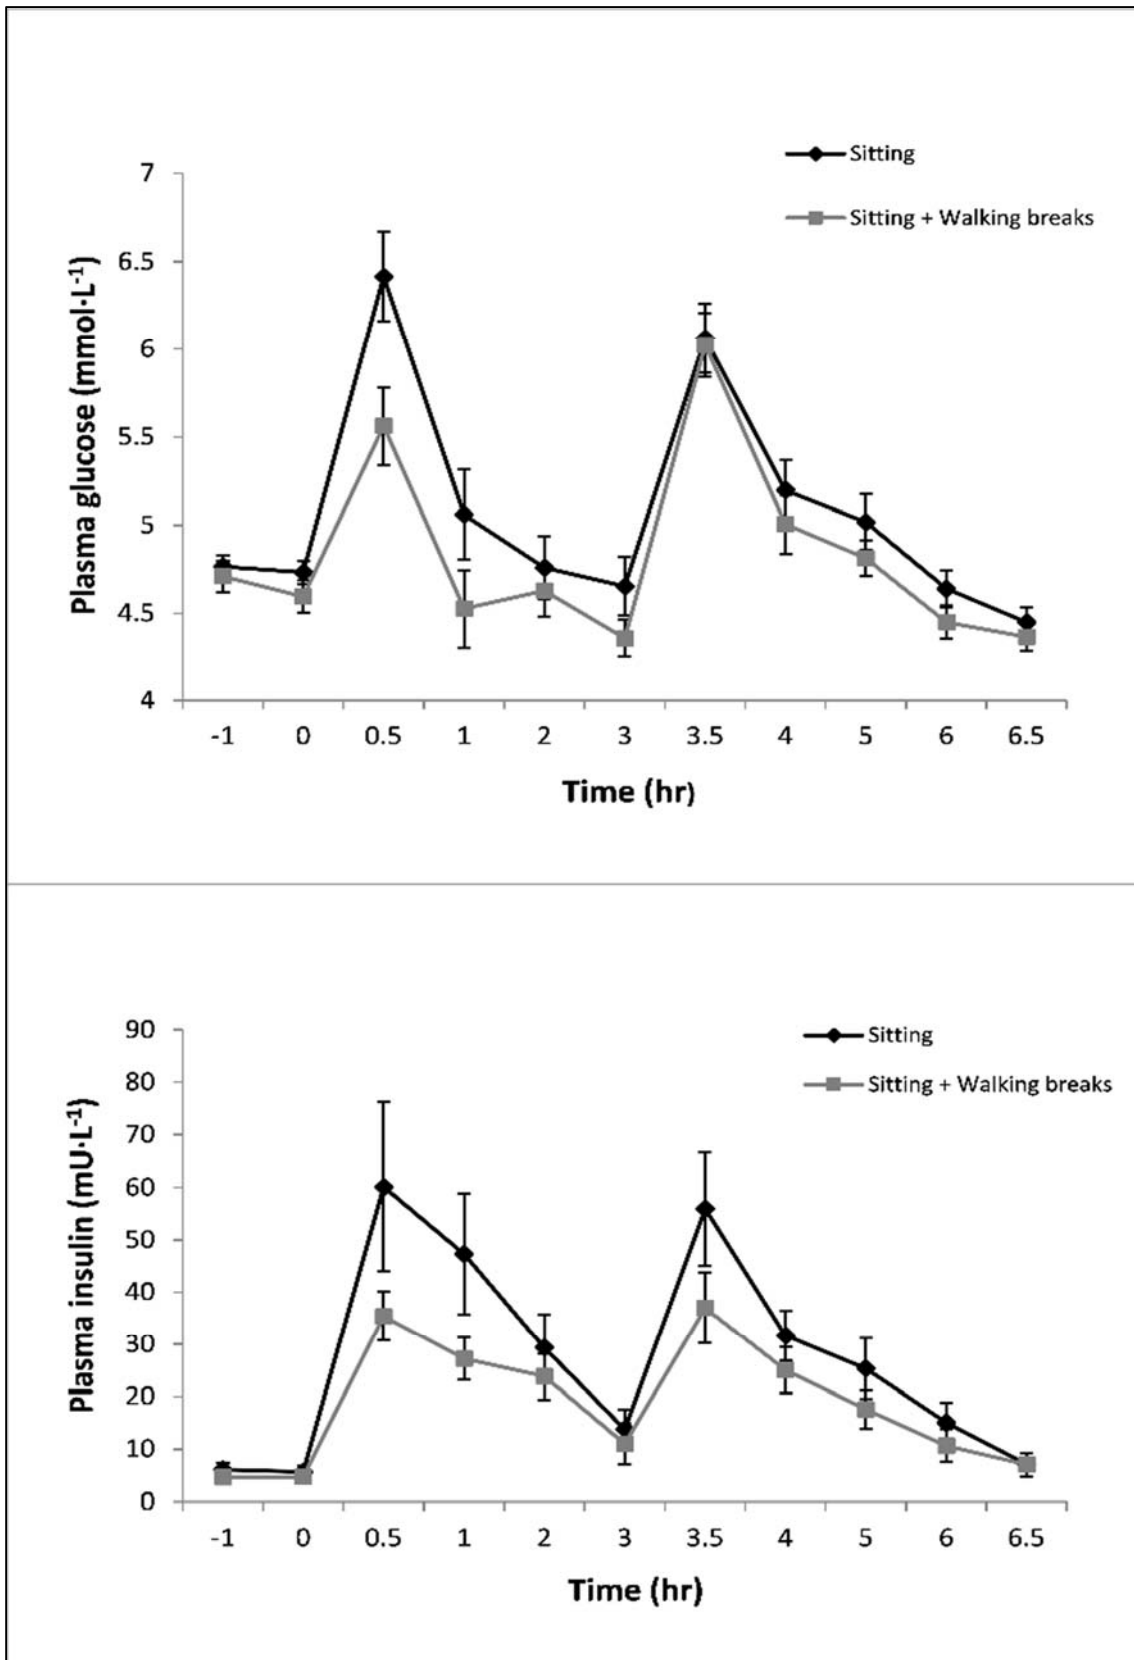 Sitting
Sitting + Walking breaks
7
6.5
6
5.5
5
4.5
4
Plasma glucose (mmol·L⁻¹)
-1 0 0.5 1 2 3 3.5 4 5 6 6.5
Time (hr)
Sitting
Sitting + Walking breaks
90
80
70
60
50
40
30
20
10
0
Plasma insulin (mU·L⁻¹)
-1 0 0.5 1 2 3 3.5 4 5 6 6.5
Time (hr)